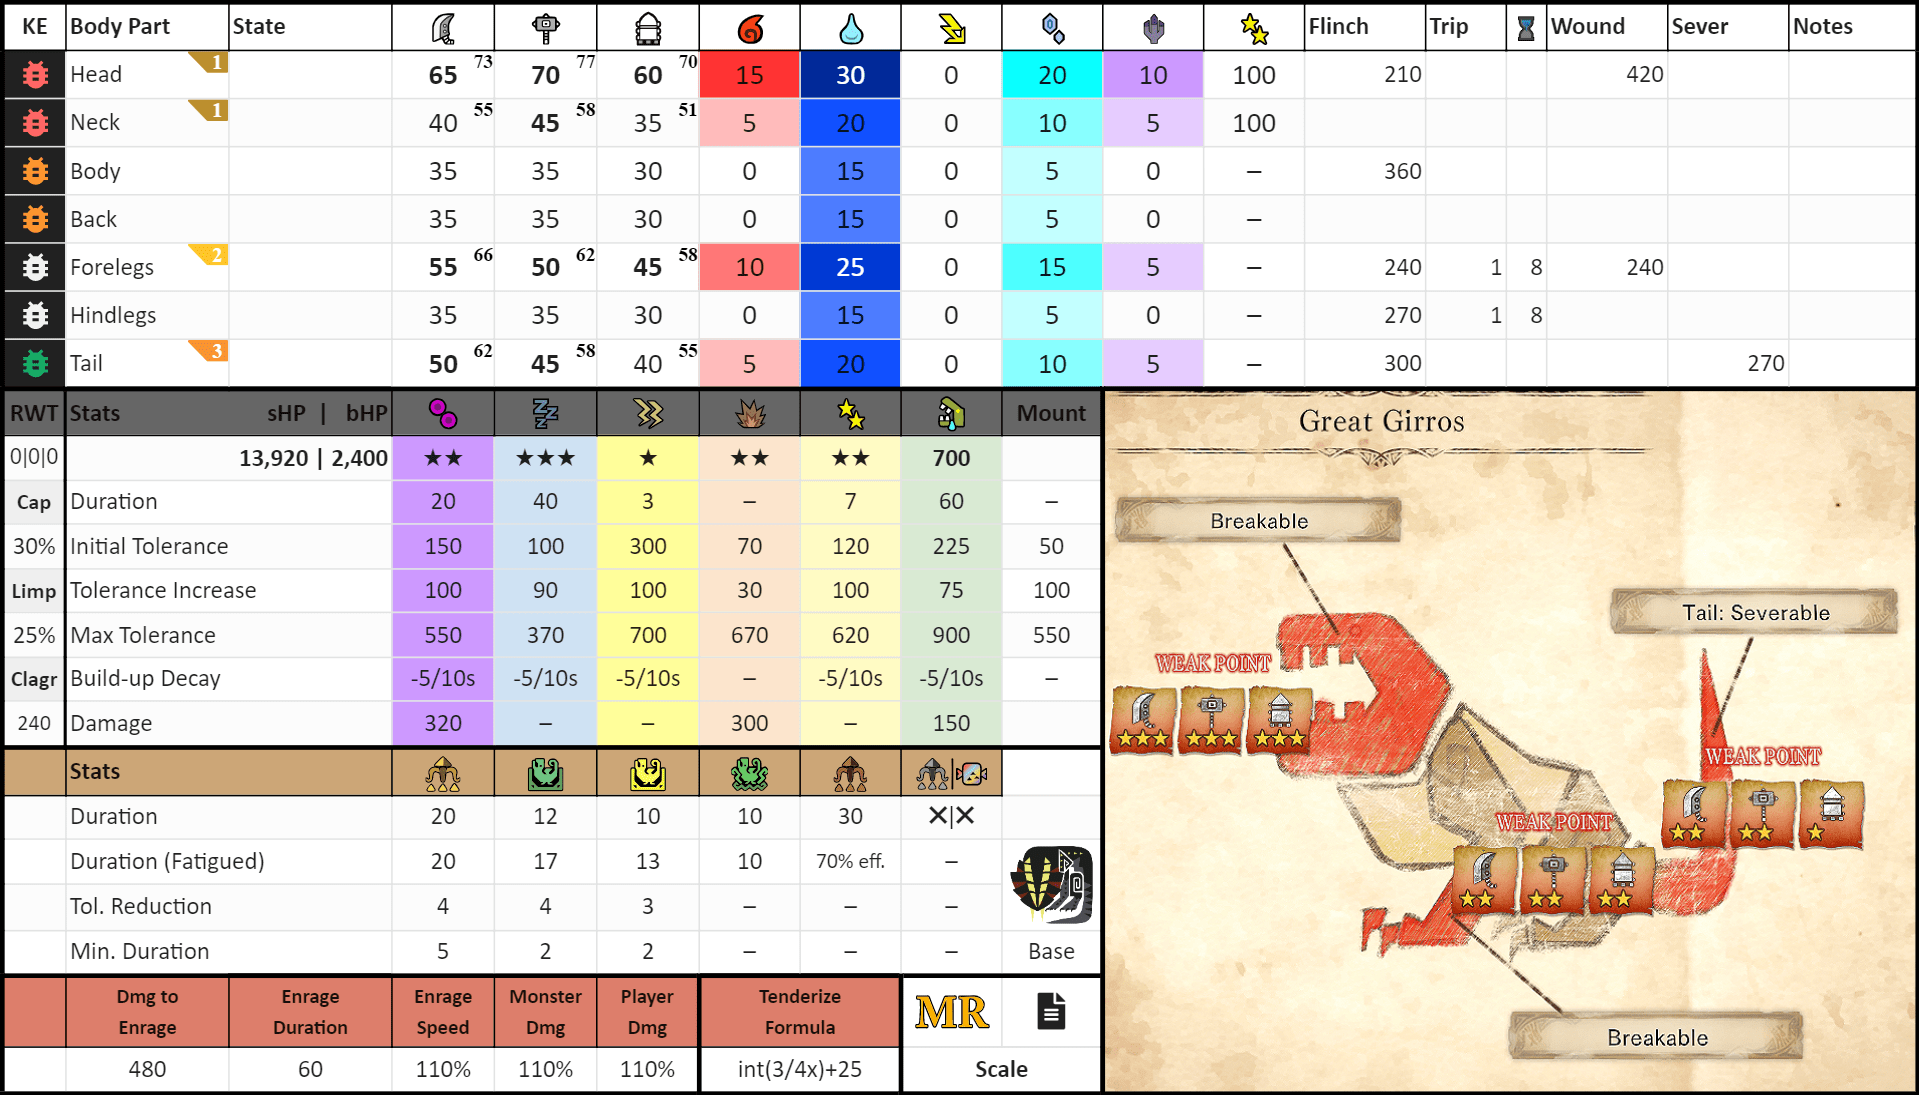 KE Body Part State Flinch Trip Wound Sever Notes
Head 1 65 73 70 77 60 70 15 30 0 20 10 100 210 420
Neck 1 40 55 45 58 35 51 5 20 0 10 5 100
Body 35 35 30 0 15 0 5 0 – 360
Back 35 35 30 0 15 0 5 0 –
Forelegs 2 55 66 50 62 45 58 10 25 0 15 5 – 240 1 8 240
Hindlegs 35 35 30 0 15 0 5 0 – 270 1 8
Tail 3 50 62 45 58 40 55 5 20 0 10 5 – 300 270
RWT Stats sHP | bHP Mount
0|0|0 13,920 | 2,400 ★★ ★★★ ★ ★★ ★★ 700
Cap Duration 20 40 3 – 7 60 –
30% Initial Tolerance 150 100 300 70 120 225 50
Limp Tolerance Increase 100 90 100 30 100 75 100
25% Max Tolerance 550 370 700 670 620 900 550
Clagr Build-up Decay -5/10s -5/10s -5/10s – -5/10s -5/10s –
240 Damage 320 – – 300 – 150
Stats
Duration 20 12 10 10 30 ✕|✕
Duration (Fatigued) 20 17 13 10 70% eff. –
Tol. Reduction 4 4 3 – – –
Min. Duration 5 2 2 – – – Base
Dmg to Enrage Enrage Duration Enrage Speed Monster Dmg Player Dmg Tenderize Formula MR
480 60 110% 110% 110% int(3/4x)+25 Scale
Great Girros
Breakable
Tail: Severable
WEAK POINT
WEAK POINT
WEAK POINT
Breakable